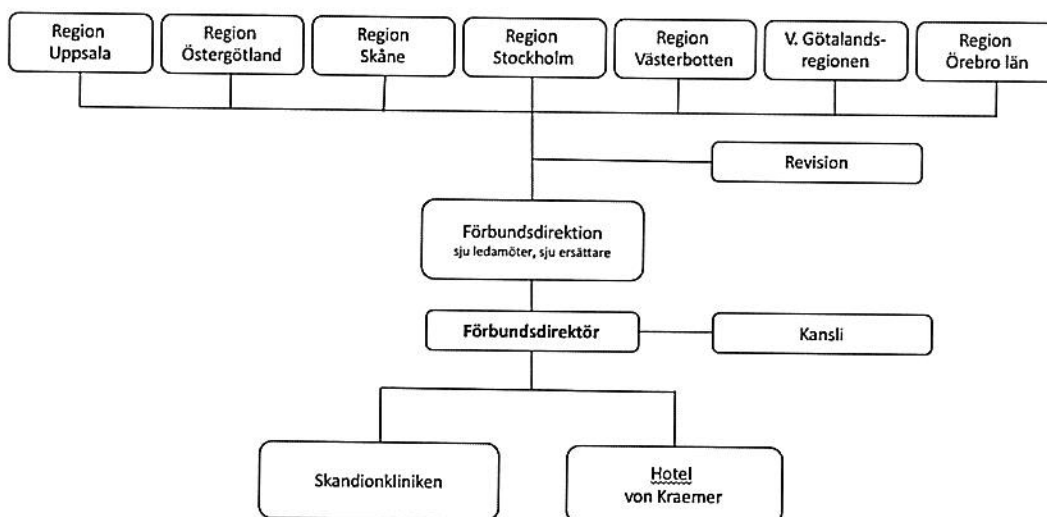 Region
Uppsala
Region
Östergötland
Region
Skåne
Region
Stockholm
Region
Västerbotten
V. Götalands-
regionen
Region
Örebro län
Revision
Förbundsdirektion
sju ledamöter, sju ersättare
Förbundsdirektör
Kansli
Skandionkliniken
Hotel
von Kraemer